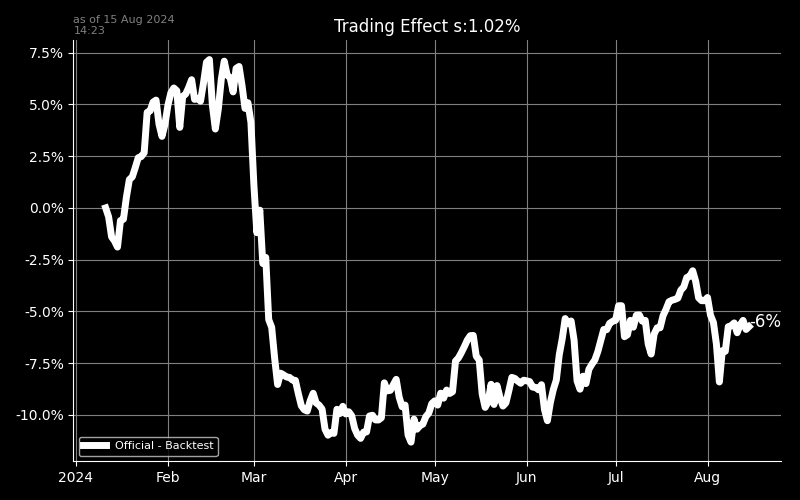 as of 15 Aug 2024
14:23
Trading Effect s:1.02%
7.5%
5.0%
2.5%
0.0%
-2.5%
-5.0%
-7.5%
-10.0%
-6%
Official - Backtest
2024 Feb Mar Apr May Jun Jul Aug